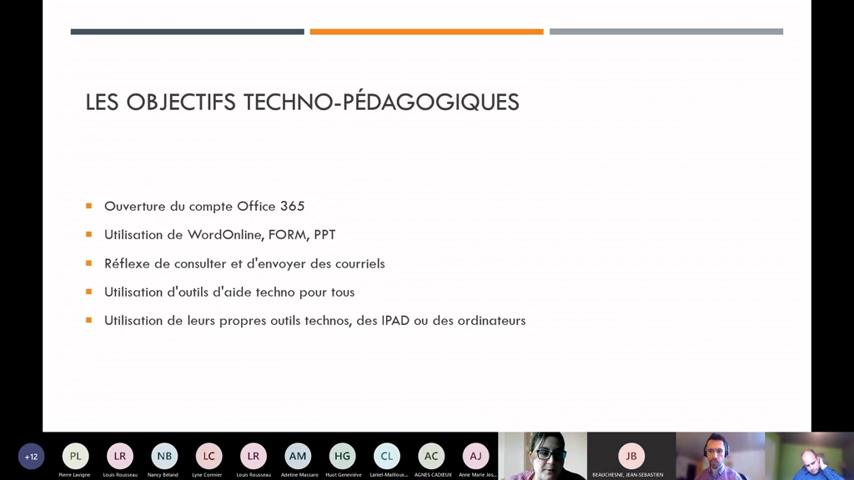 LES OBJECTIFS TECHNO-PÉDAGOGIQUES
Ouverture du compte Office 365
Utilisation de WordOnline, FORM, PPT
Réflexe de consulter et d'envoyer des courriels
Utilisation d'outils d'aide techno pour tous
Utilisation de leurs propres outils technos, des IPAD ou des ordinateurs
+12 PL LR NB LC LR AM HG CL AC AJ JB
Pierre Lavigne Louis Rousseau Nancy Béland Lyne Cormier Louis Rousseau Adeline Massaro Huot Geneviève Laniel-Mailloux... AGNÈS CADIEUX Anne Marie Jos... BEAUCHESNE, JEAN-SEBASTIEN